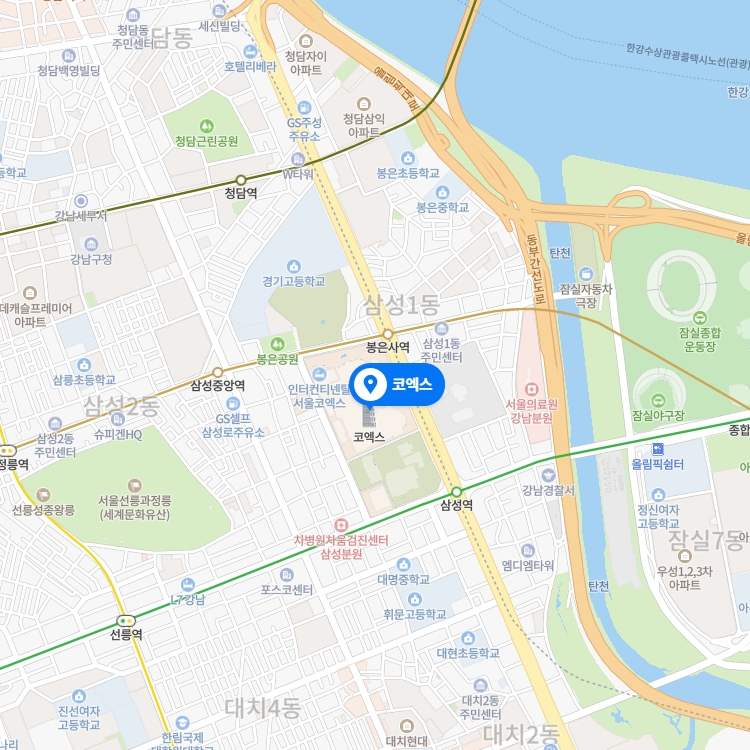 청담동
주민센터
세신빌딩
담동
청담백영빌딩
호텔리베라
청담자이
아파트
한강수상관광콜택시노선(관광)
한강
올림픽대로
GS주성
주유소
청담삼익
아파트
청담근린공원
W타워
봉은초등학교
등학교
청담역
봉은중학교
강남세무서
강남구청
동부간선도로
탄천
올
경기고등학교
잠실자동차
극장
데캐슬프레미어
아파트
삼성1동
잠실종합
운동장
봉은사역
삼성1동
주민센터
봉은공원
삼릉초등학교
삼성중앙역
인터컨티넨탈
서울코엑스
코엑스
서울의료원
강남분원
잠실야구장
삼성2동
GS셀프
삼성로주유소
삼성2동
주민센터
슈피겐HQ
코엑스
종합
정릉역
올림픽쉼터
강남경찰서
선릉성종왕릉
서울선릉과정릉
(세계문화유산)
삼성역
정신여자
고등학교
차병원차움검진센터
삼성분원
잠실7동
엠디엠타워
우성1,2,3차
아파트
대명중학교
포스코센터
L7강남
탄천
휘문고등학교
선릉역
대현초등학교
진선여자
고등학교
대치4동
대치2동
주민센터
한림국제
대치현대
대치2동
나리